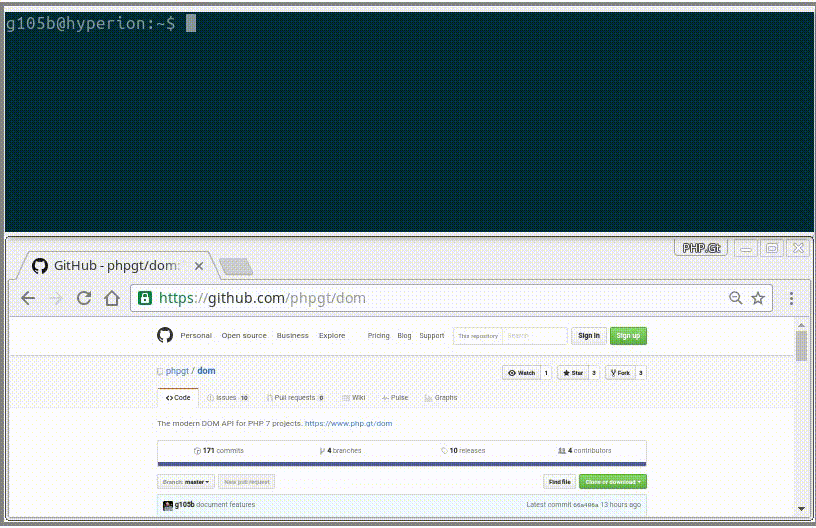 g105b@hyperion:~$
PHP.Gt
GitHub - phpgt/dom:
https://github.com/phpgt/dom
Personal Open source Business Explore Pricing Blog Support This repository Search Sign in Sign up
phpgt / dom Watch 1 Star 3 Fork 3
Code Issues 10 Pull requests 0 Wiki Pulse Graphs
The modern DOM API for PHP 7 projects. https://www.php.gt/dom
171 commits 4 branches 10 releases 4 contributors
Branch: master New pull request Find file Clone or download
g105b document features Latest commit 13 hours ago